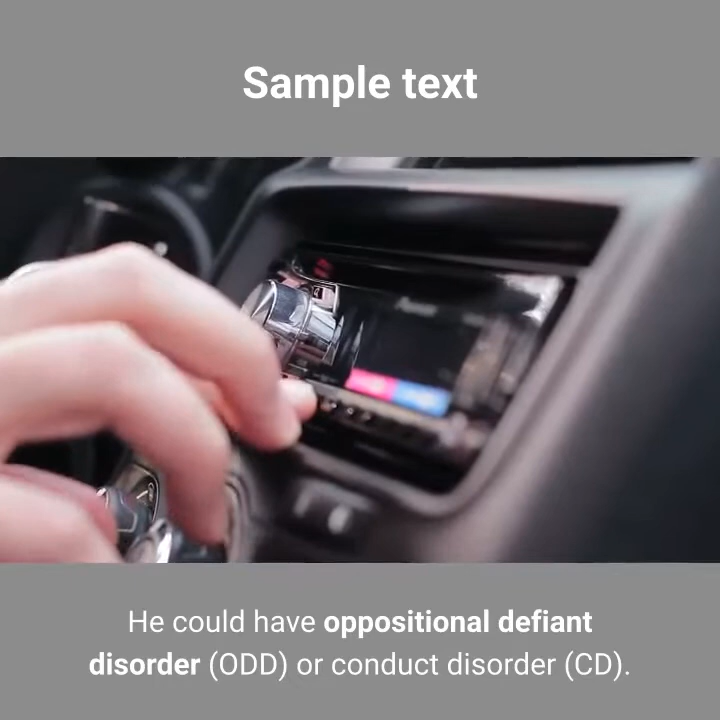 Sample text
He could have oppositional defiant
disorder (ODD) or conduct disorder (CD).